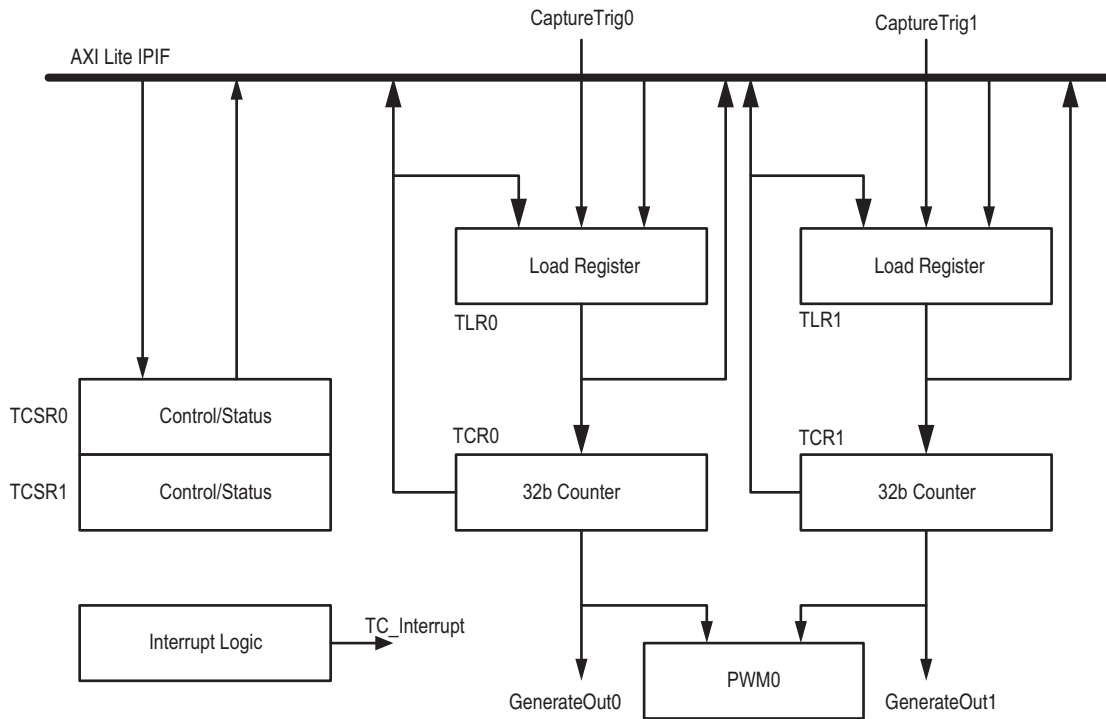 CaptureTrig0
CaptureTrig1
AXI Lite IPIF
Load Register
Load Register
TLR0
TLR1
TCSR0
Control/Status
TCR0
TCR1
TCSR1
Control/Status
32b Counter
32b Counter
TC_Interrupt
Interrupt Logic
PWM0
GenerateOut0
GenerateOut1